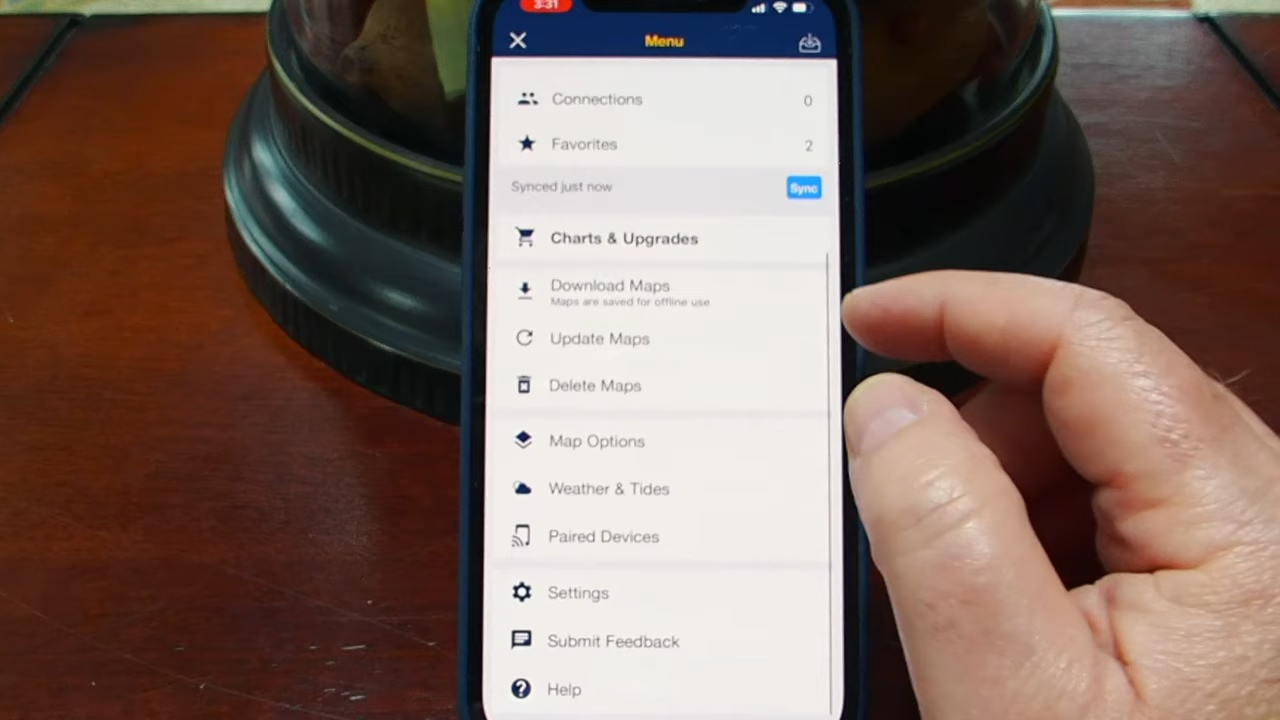 3:31
Menu
Connections 0
Favorites 2
Synced just now Sync
Charts & Upgrades
Download Maps
Maps are saved for offline use
Update Maps
Delete Maps
Map Options
Weather & Tides
Paired Devices
Settings
Submit Feedback
Help